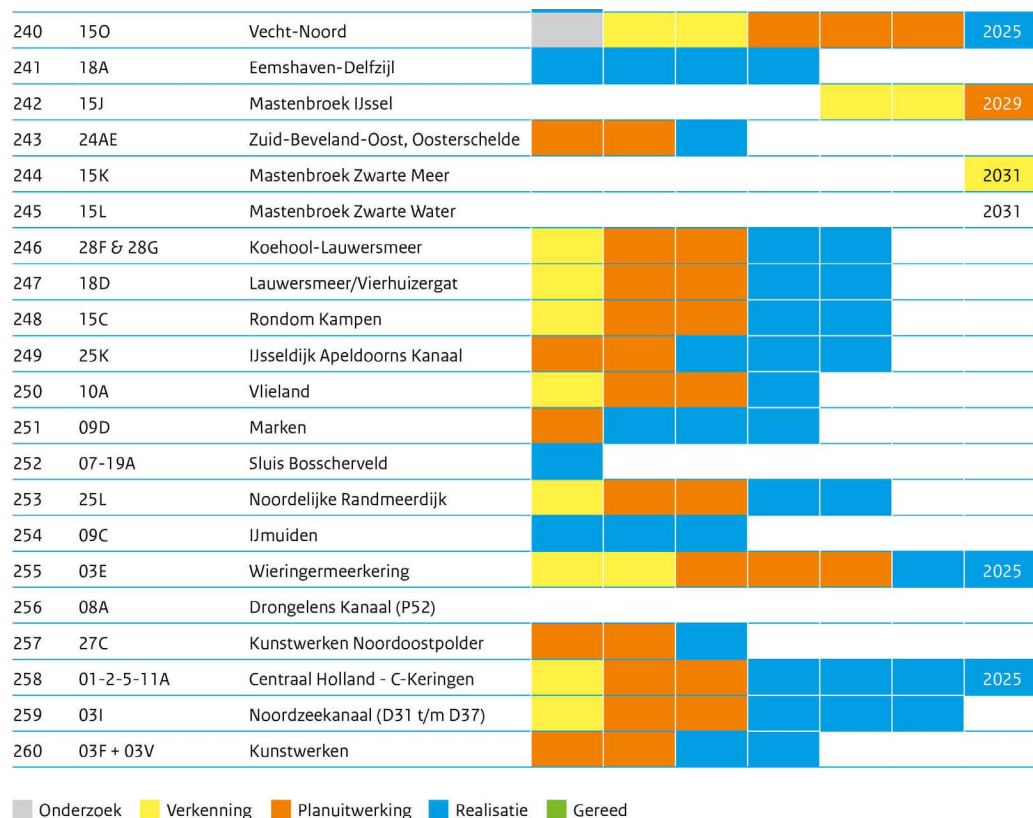 240 15O Vecht-Noord 2025
241 18A Eemshaven-Delfzijl
242 15J Mastenbroek IJssel 2029
243 24AE Zuid-Beveland-Oost, Oosterschelde
244 15K Mastenbroek Zwarte Meer 2031
245 15L Mastenbroek Zwarte Water 2031
246 28F & 28G Koehool-Lauwersmeer
247 18D Lauwersmeer/Vierhuizergat
248 15C Rondom Kampen
249 25K IJsseldijk Apeldoorns Kanaal
250 10A Vlieland
251 09D Marken
252 07-19A Sluis Bosscherveld
253 25L Noordelijke Randmeerdijk
254 09C IJmuiden
255 03E Wieringermeerkering 2025
256 08A Drongelens Kanaal (P52)
257 27C Kunstwerken Noordoostpolder
258 01-2-5-11A Centraal Holland - C-Keringen 2025
259 03I Noordzeekanaal (D31 t/m D37)
260 03F + 03V Kunstwerken
Onderzoek Verkenning Planuitwerking Realisatie Gereed